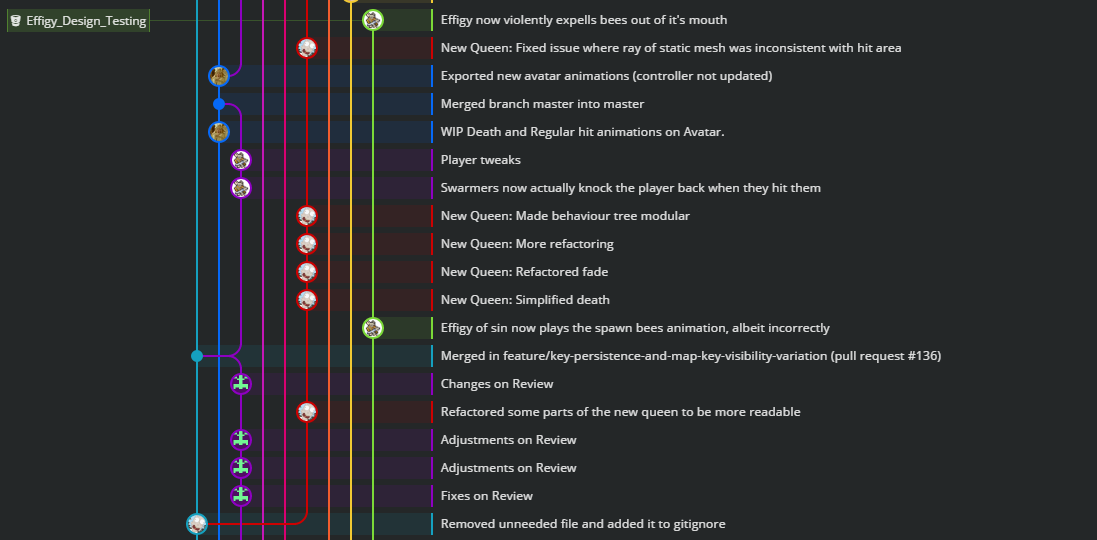 Effigy_Design_Testing
Effigy now violently expells bees out of it's mouth
New Queen: Fixed issue where ray of static mesh was inconsistent with hit area
Exported new avatar animations (controller not updated)
Merged branch master into master
WIP Death and Regular hit animations on Avatar.
Player tweaks
Swarmers now actually knock the player back when they hit them
New Queen: Made behaviour tree modular
New Queen: More refactoring
New Queen: Refactored fade
New Queen: Simplified death
Effigy of sin now plays the spawn bees animation, albeit incorrectly
Merged in feature/key-persistence-and-map-key-visibility-variation (pull request #136)
Changes on Review
Refactored some parts of the new queen to be more readable
Adjustments on Review
Adjustments on Review
Fixes on Review
Removed unneeded file and added it to gitignore